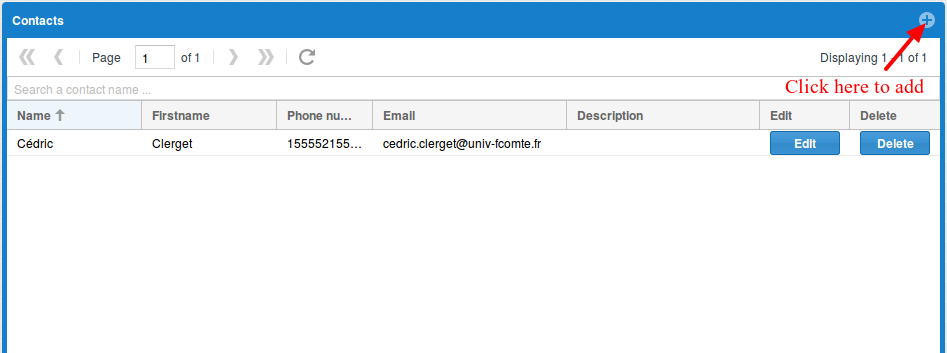 Contacts
Page 1 of 1 Displaying 1 - 1 of 1
Click here to add
Search a contact name ...
Name Firstname Phone nu... Email Description Edit Delete
Cédric Clerget 155552155... cedric.clerget@univ-fcomte.fr Edit Delete